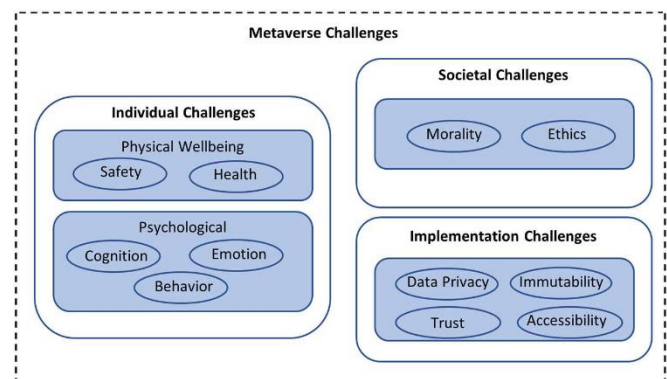 Metaverse Challenges
Individual Challenges
Physical Wellbeing
Safety
Health
Psychological
Cognition
Emotion
Behavior
Societal Challenges
Morality
Ethics
Implementation Challenges
Data Privacy
Immutability
Trust
Accessibility